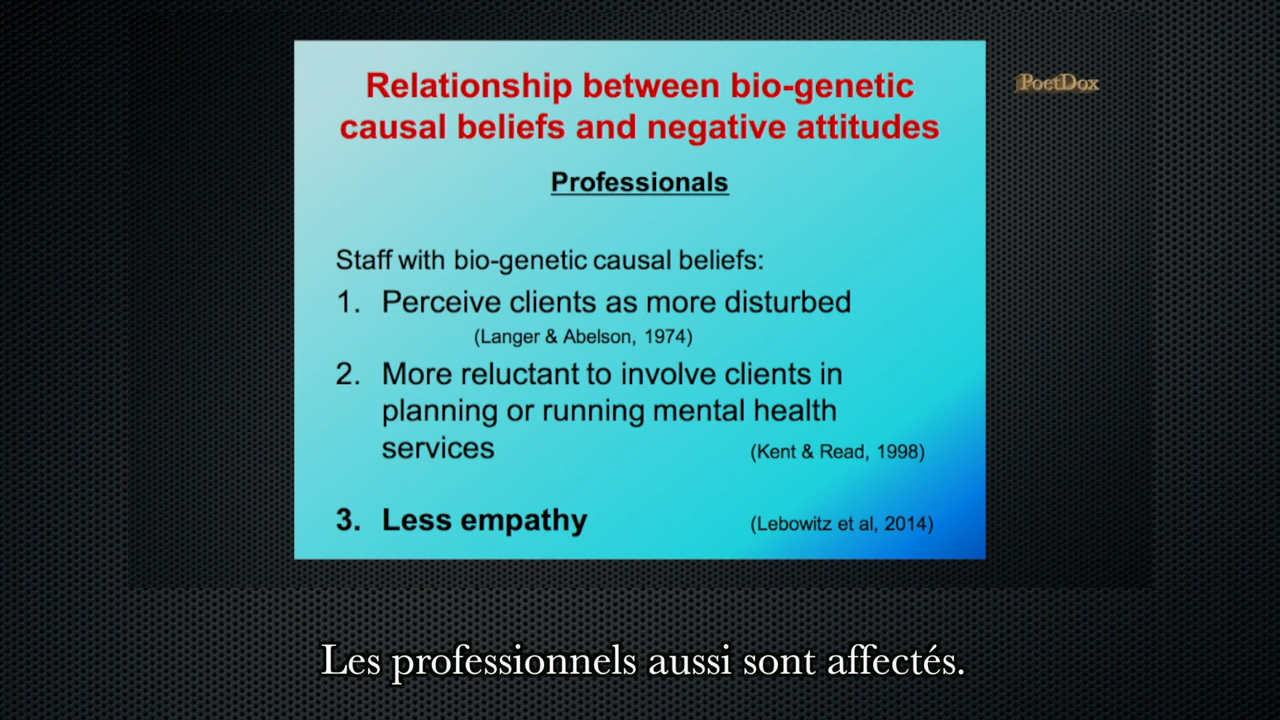 Relationship between bio-genetic
causal beliefs and negative attitudes
PoetDox
Professionals
Staff with bio-genetic causal beliefs:
1. Perceive clients as more disturbed
(Langer & Abelson, 1974)
2. More reluctant to involve clients in
planning or running mental health
services (Kent & Read, 1998)
3. Less empathy (Lebowitz et al, 2014)
Les professionnels aussi sont affectés.